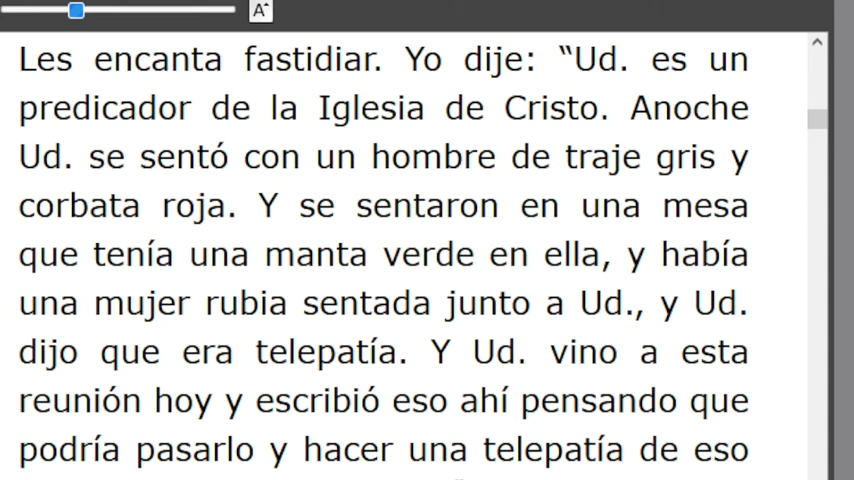 A
Les encanta fastidiar. Yo dije: “Ud. es un
predicador de la Iglesia de Cristo. Anoche
Ud. se sentó con un hombre de traje gris y
corbata roja. Y se sentaron en una mesa
que tenía una manta verde en ella, y había
una mujer rubia sentada junto a Ud., y Ud.
dijo que era telepatía. Y Ud. vino a esta
reunión hoy y escribió eso ahí pensando que
podría pasarlo y hacer una telepatía de eso